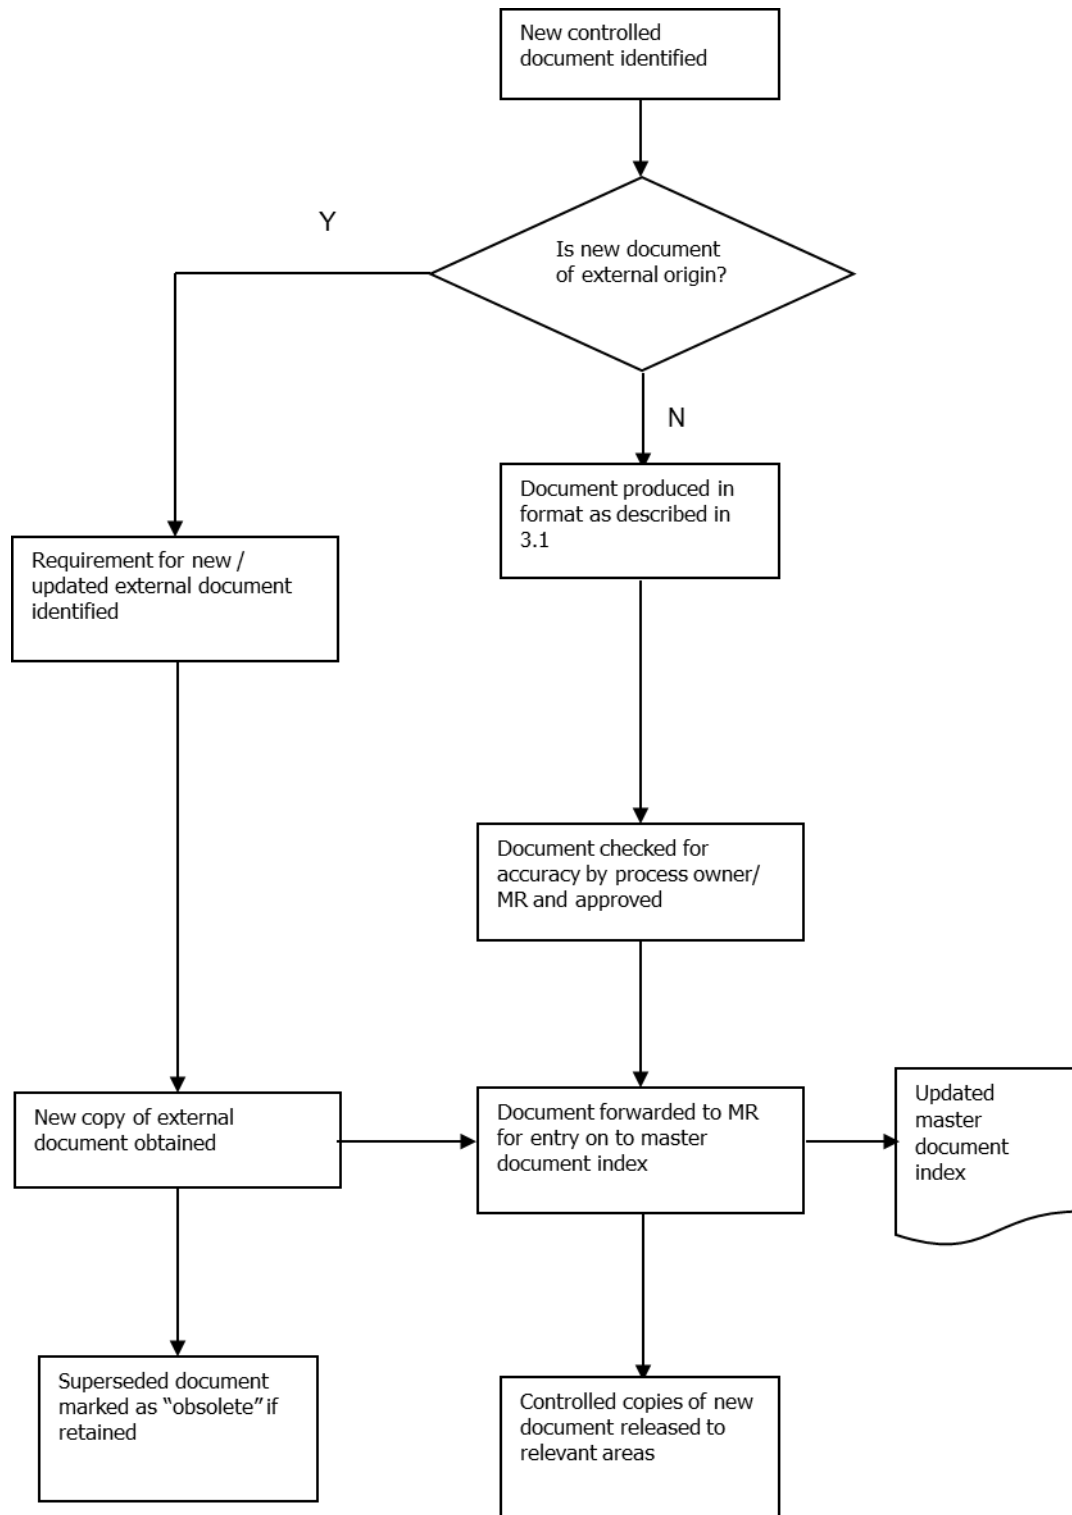 New controlled
document identified
Is new document
of external origin?
Y
N
Document produced in
format as described in
3.1
Requirement for new /
updated external document
identified
Document checked for
accuracy by process owner/
MR and approved
New copy of external
document obtained
Document forwarded to MR
for entry on to master
document index
Updated
master
document
index
Superseded document
marked as “obsolete” if
retained
Controlled copies of new
document released to
relevant areas